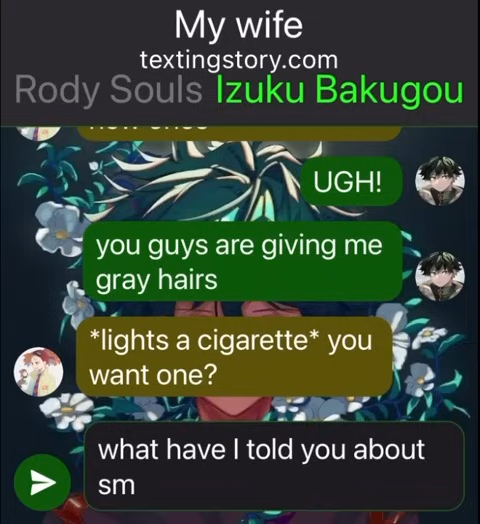 My wife
textingstory.com
Rody Souls Izuku Bakugou
UGH!
you guys are giving me
gray hairs
*lights a cigarette* you
want one?
what have I told you about
sm